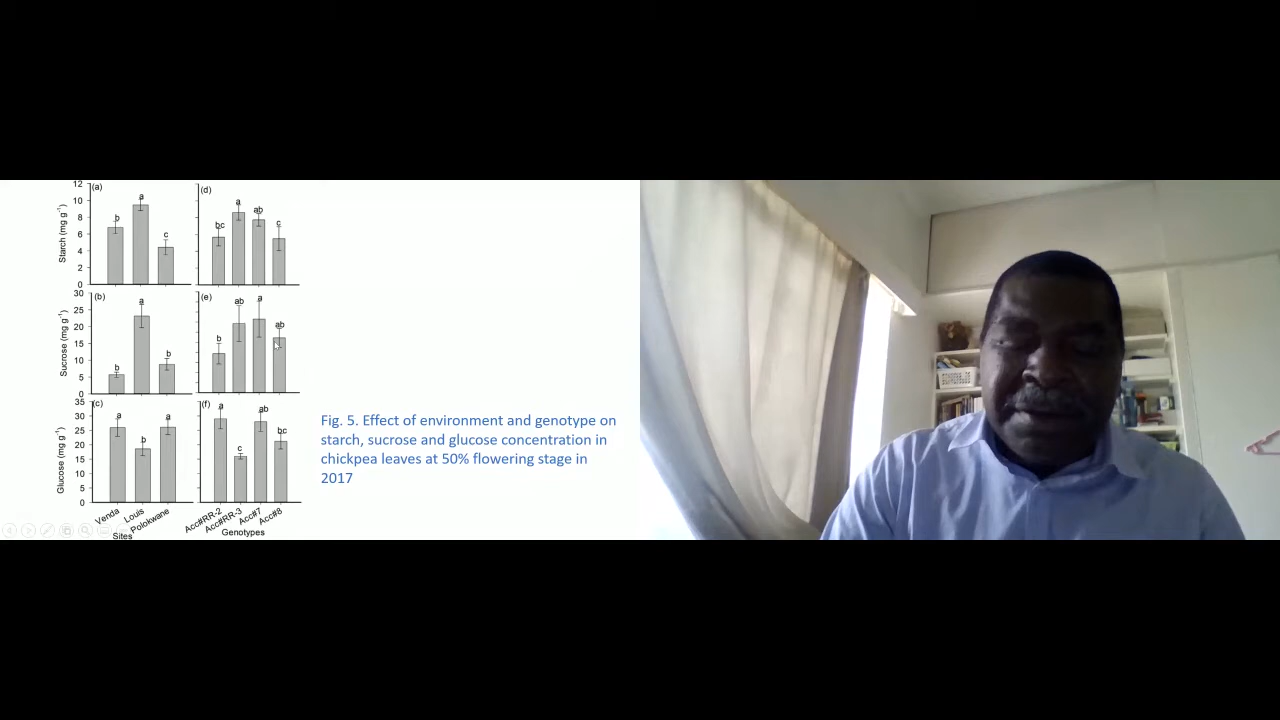 (a)
12
10
8
6
4
2
0
Starch (mg g⁻¹)
b
a
c
(d)
bc
a
ab
c
(b)
30
25
20
15
10
5
0
Sucrose (mg g⁻¹)
b
a
b
(e)
b
ab
a
ab
(c)
35
30
25
20
15
10
5
0
Glucose (mg g⁻¹)
a
b
a
(f)
a
c
ab
bc
Venda
Louis
Polokwane
Sites
Acc#RR-2
Acc#RR-3
Acc#7
Acc#8
Genotypes
Fig. 5. Effect of environment and genotype on
starch, sucrose and glucose concentration in
chickpea leaves at 50% flowering stage in
2017